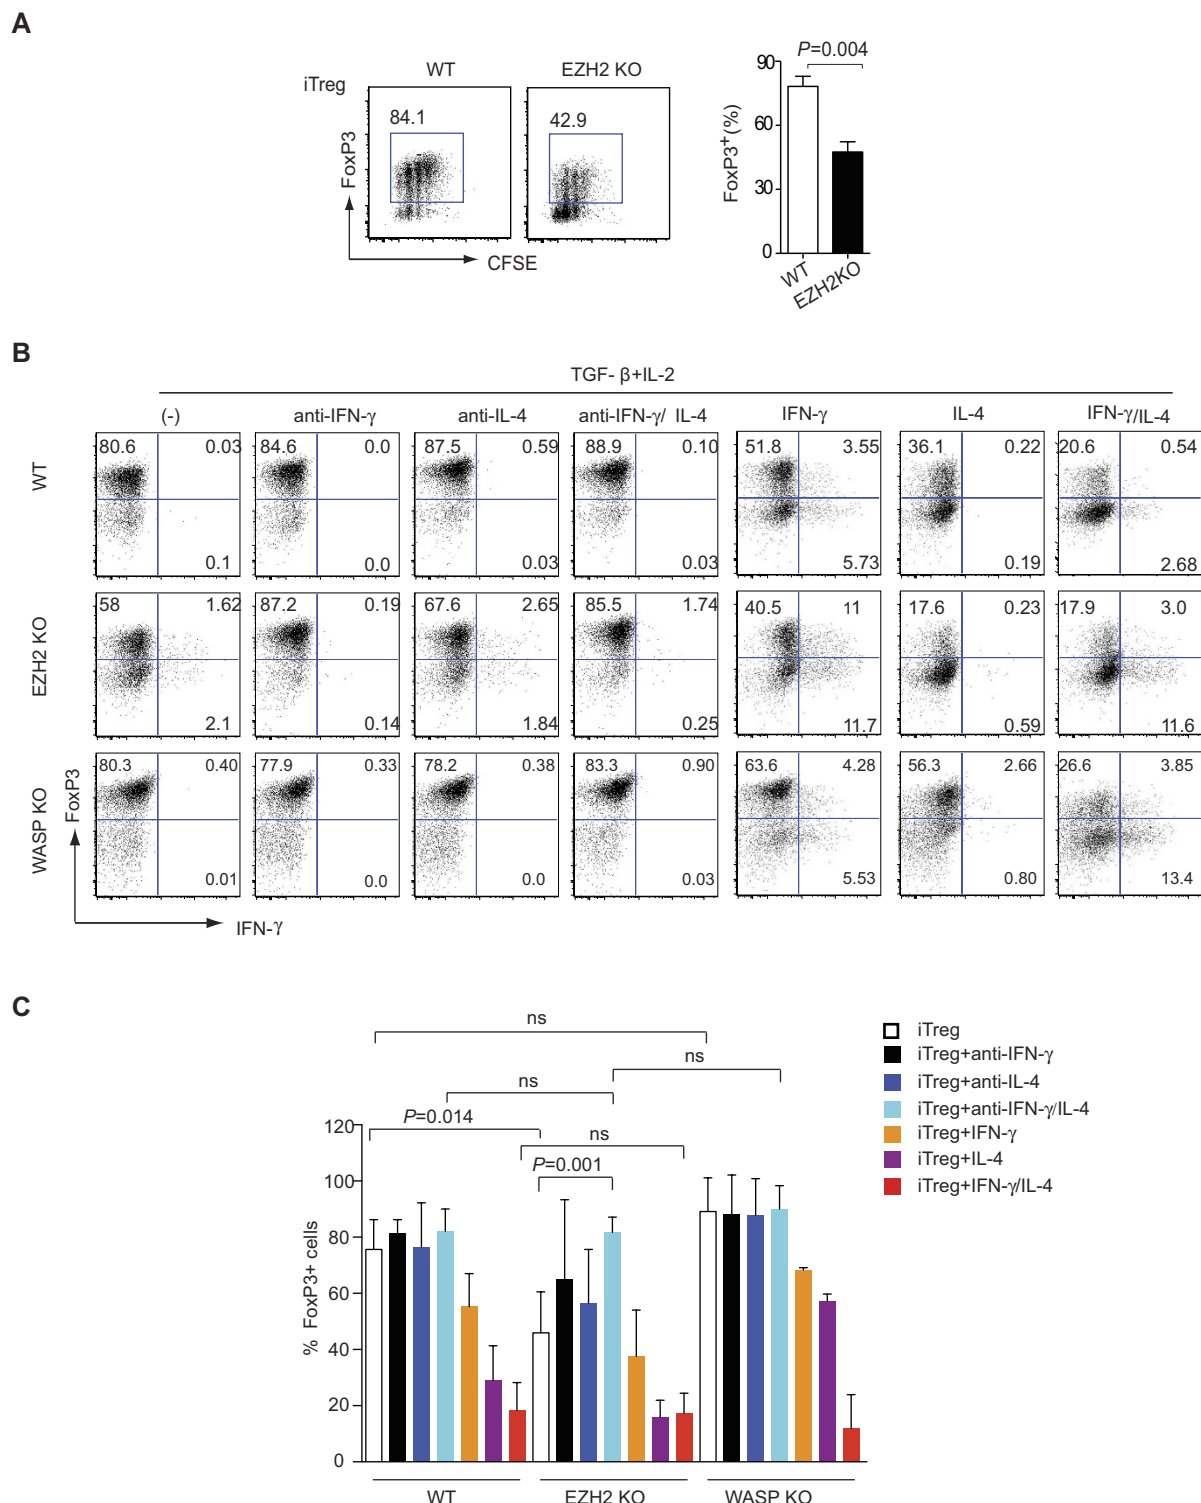 A
P=0.004
WT
EZH2 KO
iTreg
84.1
42.9
FoxP3
CFSE
FoxP3+(%)
90
60
30
0
WT
EZH2KO
B
TGF- β+IL-2
(-)
anti-IFN-γ
anti-IL-4
anti-IFN-γ/ IL-4
IFN-γ
IL-4
IFN-γ/IL-4
WT
80.6 0.03
0.1
84.6 0.0
0.0
87.5 0.59
0.03
88.9 0.10
0.03
51.8 3.55
5.73
36.1 0.22
0.19
20.6 0.54
2.68
EZH2 KO
58 1.62
2.1
87.2 0.19
0.14
67.6 2.65
1.84
85.5 1.74
0.25
40.5 11
11.7
17.6 0.23
0.59
17.9 3.0
11.6
WASP KO
80.3 0.40
0.01
77.9 0.33
0.0
78.2 0.38
0.0
83.3 0.90
0.03
63.6 4.28
5.53
56.3 2.66
0.80
26.6 3.85
13.4
FoxP3
IFN-γ
C
ns
ns
ns
P=0.014
ns
P=0.001
% FoxP3+ cells
120
100
80
60
40
20
0
WT
EZH2 KO
WASP KO
iTreg
iTreg+anti-IFN-γ
iTreg+anti-IL-4
iTreg+anti-IFN-γ/IL-4
iTreg+IFN-γ
iTreg+IL-4
iTreg+IFN-γ/IL-4